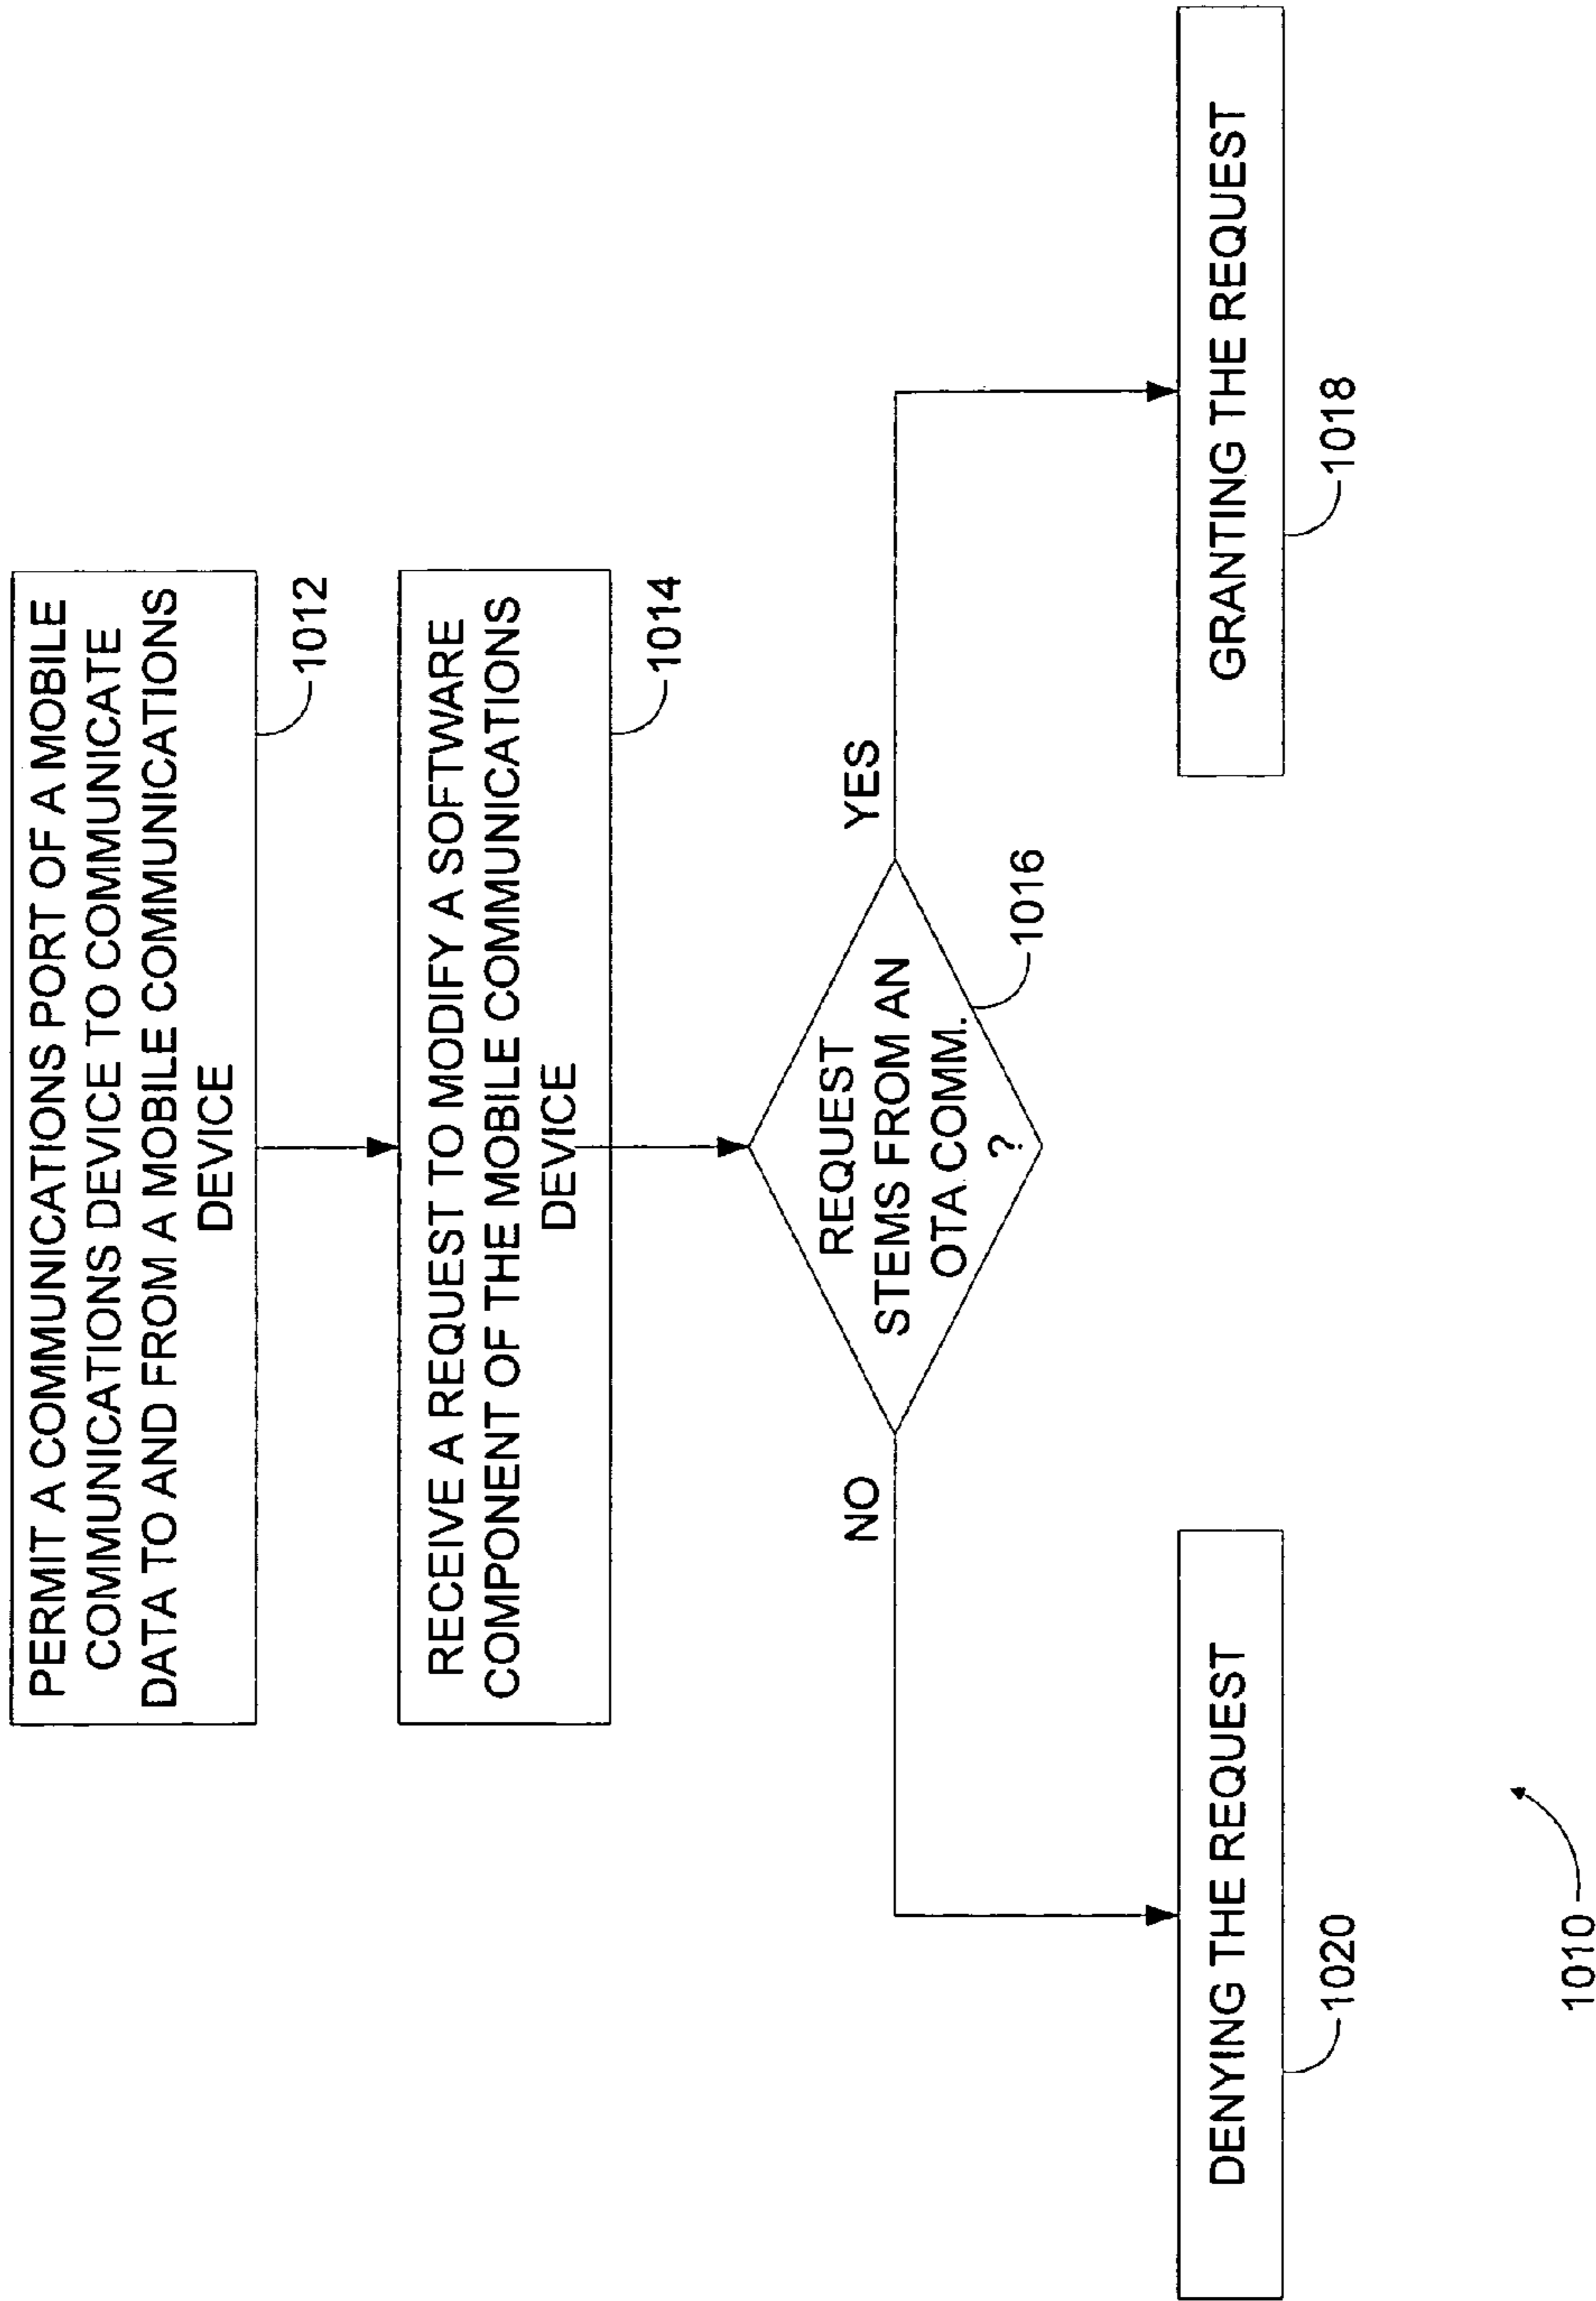 PERMIT A COMMUNICATIONS PORT OF A MOBILE
COMMUNICATIONS DEVICE TO COMMUNICATE
DATA TO AND FROM A MOBILE COMMUNICATIONS
DEVICE
1012
RECEIVE A REQUEST TO MODIFY A SOFTWARE
COMPONENT OF THE MOBILE COMMUNICATIONS
DEVICE
1014
REQUEST
STEMS FROM AN
OTA COMM.
?
1016
NO
YES
DENYING THE REQUEST
1020
GRANTING THE REQUEST
1018
1010